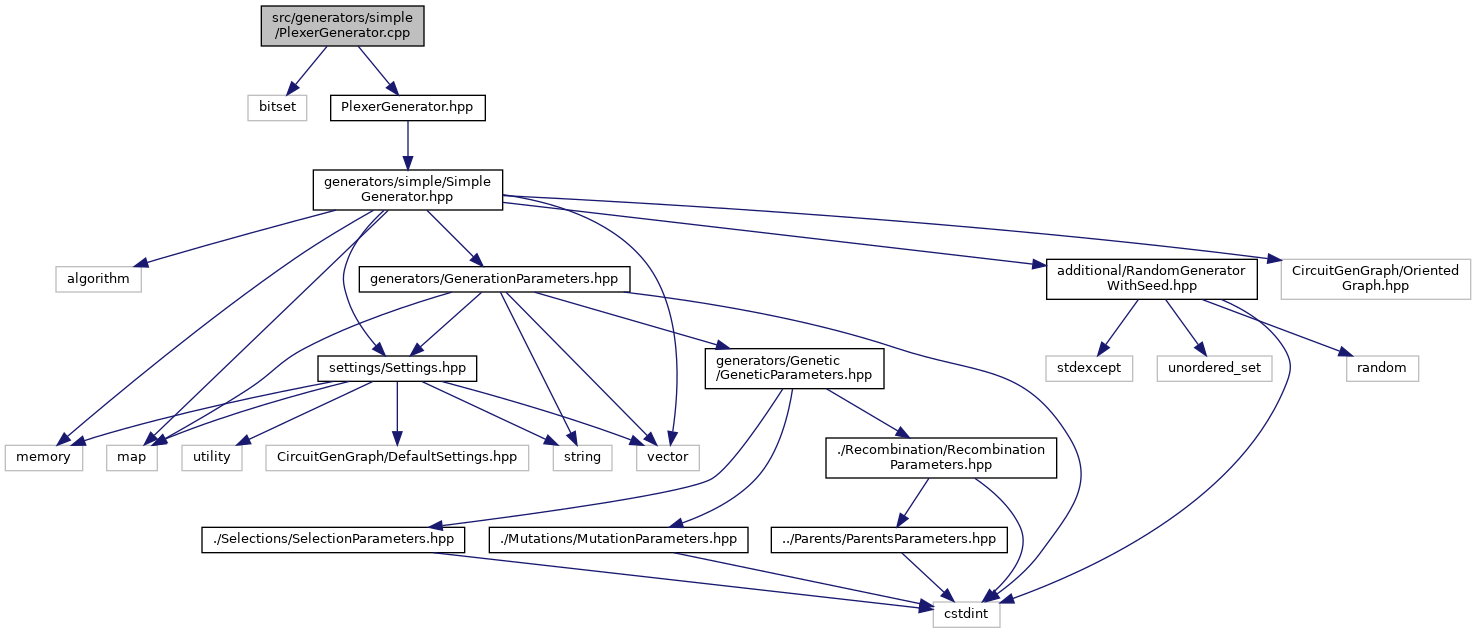 src/generators/simple
/PlexerGenerator.cpp
bitset
PlexerGenerator.hpp
generators/simple/Simple
Generator.hpp
algorithm
generators/GenerationParameters.hpp
additional/RandomGenerator
WithSeed.hpp
CircuitGenGraph/Oriented
Graph.hpp
settings/Settings.hpp
generators/Genetic
/GeneticParameters.hpp
stdexcept
unordered_set
random
memory
map
utility
CircuitGenGraph/DefaultSettings.hpp
string
vector
./Recombination/Recombination
Parameters.hpp
./Selections/SelectionParameters.hpp
./Mutations/MutationParameters.hpp
../Parents/ParentsParameters.hpp
cstdint